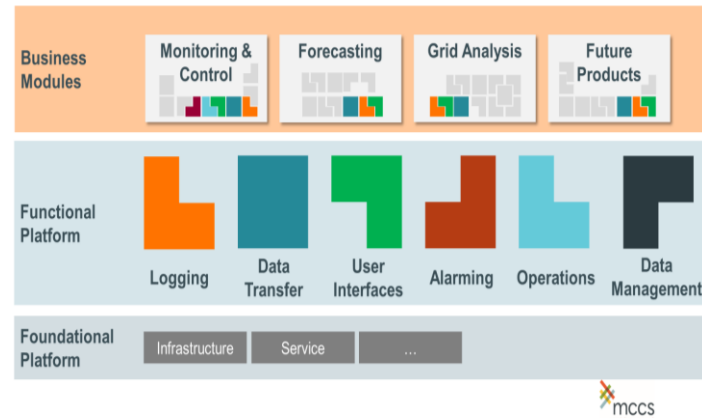 Business
Modules
Monitoring &
Control
Forecasting
Grid Analysis
Future
Products
Functional
Platform
Logging
Data
Transfer
User
Interfaces
Alarming
Operations
Data
Management
Foundational
Platform
Infrastructure
Service
...
mccs